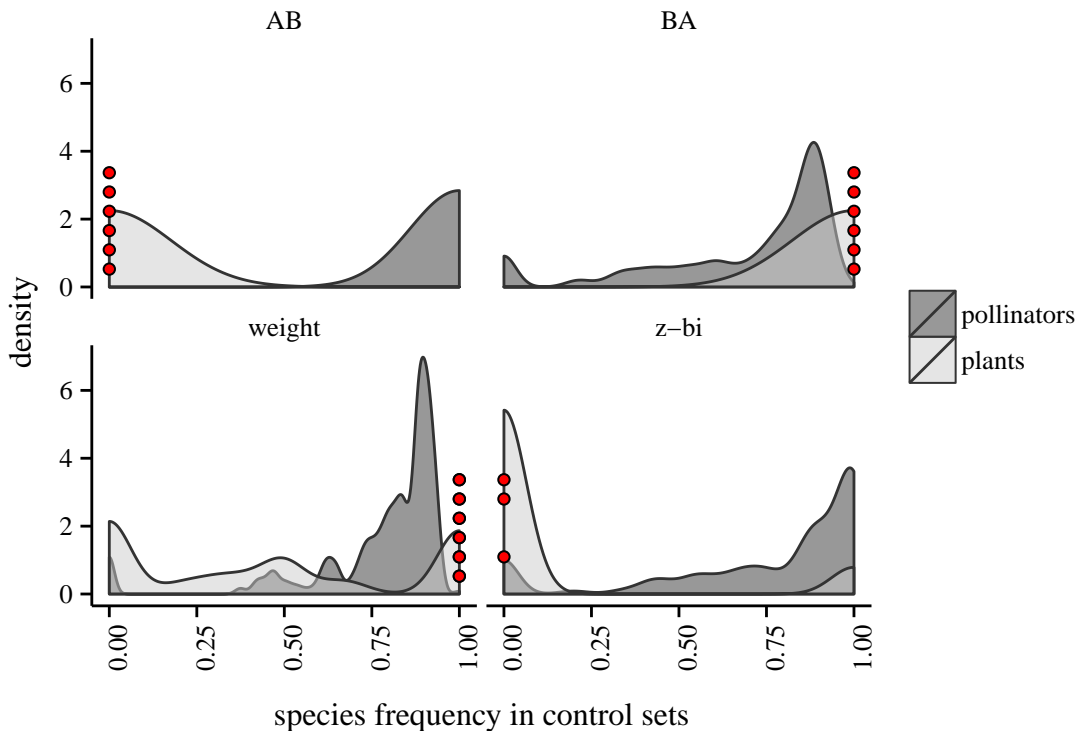 AB
BA
6
4
2
0
density
weight
z−bi
6
4
2
0
0.00
0.25
0.50
0.75
1.00
0.00
0.25
0.50
0.75
1.00
species frequency in control sets
pollinators
plants